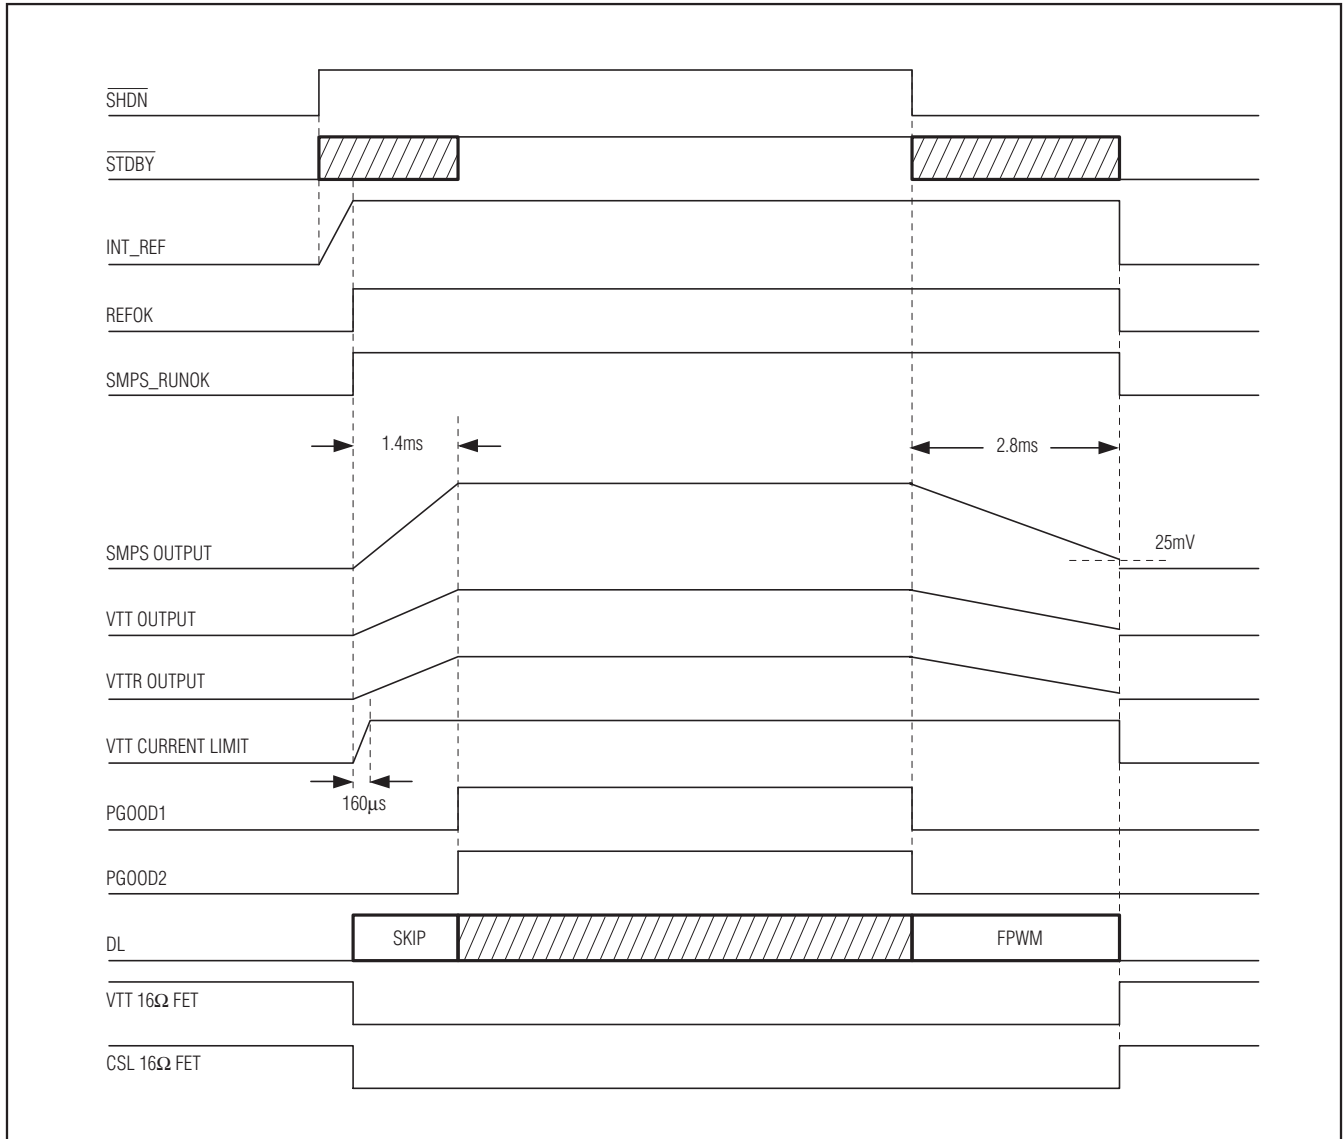 SHDN
STDBY
INT_REF
REFOK
SMPS_RUNOK
1.4ms
2.8ms
SMPS OUTPUT
25mV
VTT OUTPUT
VTTR OUTPUT
VTT CURRENT LIMIT
160μs
PGOOD1
PGOOD2
DL
SKIP
FPWM
VTT 16Ω FET
CSL 16Ω FET